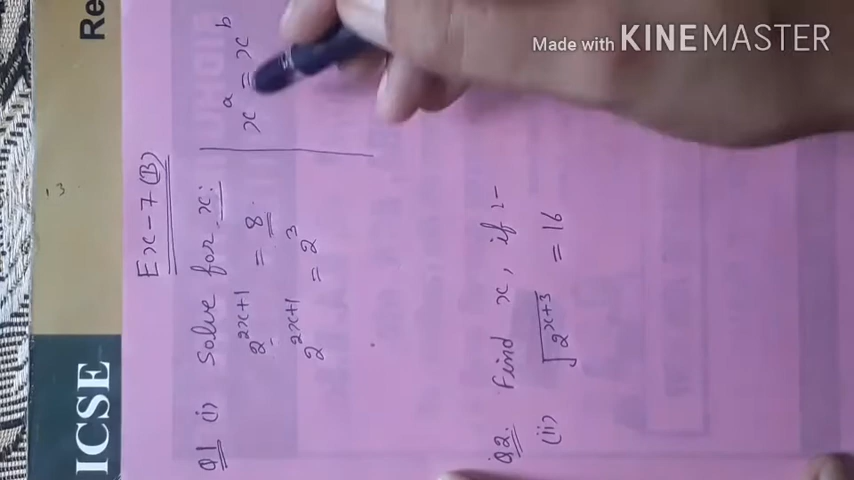 Made with KINEMASTER
Re
ICSE
Ex-7(B)
Q1 (i) Solve for x:
2^{2x+1} = 8
2^{2x+1} = 2^3
x^a = x^b
Q2. Find x, if :-
(ii) √(2^{x+3}) = 16